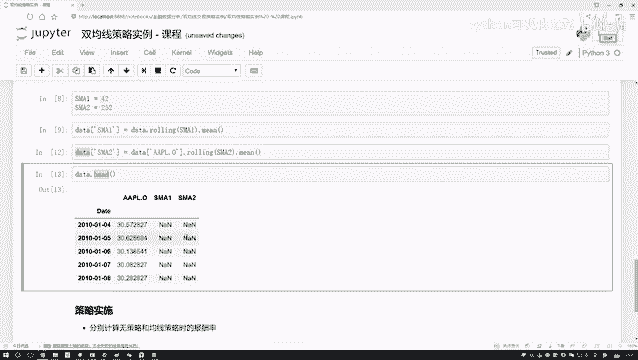 jupyter 双均线策略实例 - 课程 (unsaved changes)
File Edit View Insert Cell Kernel Widgets Help
Trusted Python 3
Code
In [8]: SMA1 = 42
SMA2 = 252
In [9]: data['SMA1'] = data.rolling(SMA1).mean()
In [12]: data['SMA2'] = data['AAPL.O'].rolling(SMA2).mean()
In [13]: data.head()
Out[13]:
AAPL.O SMA1 SMA2
Date
2010-01-04 30.572827 NaN NaN
2010-01-05 30.625684 NaN NaN
2010-01-06 30.138541 NaN NaN
2010-01-07 30.082827 NaN NaN
2010-01-08 30.282827 NaN NaN
策略实施
分别计算无策略和均线策略时的报酬率